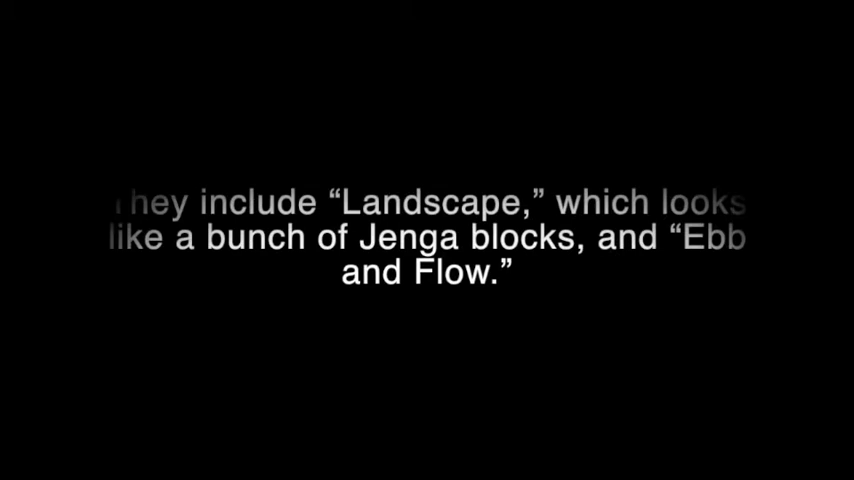 They include “Landscape,” which looks
like a bunch of Jenga blocks, and “Ebb
and Flow.”